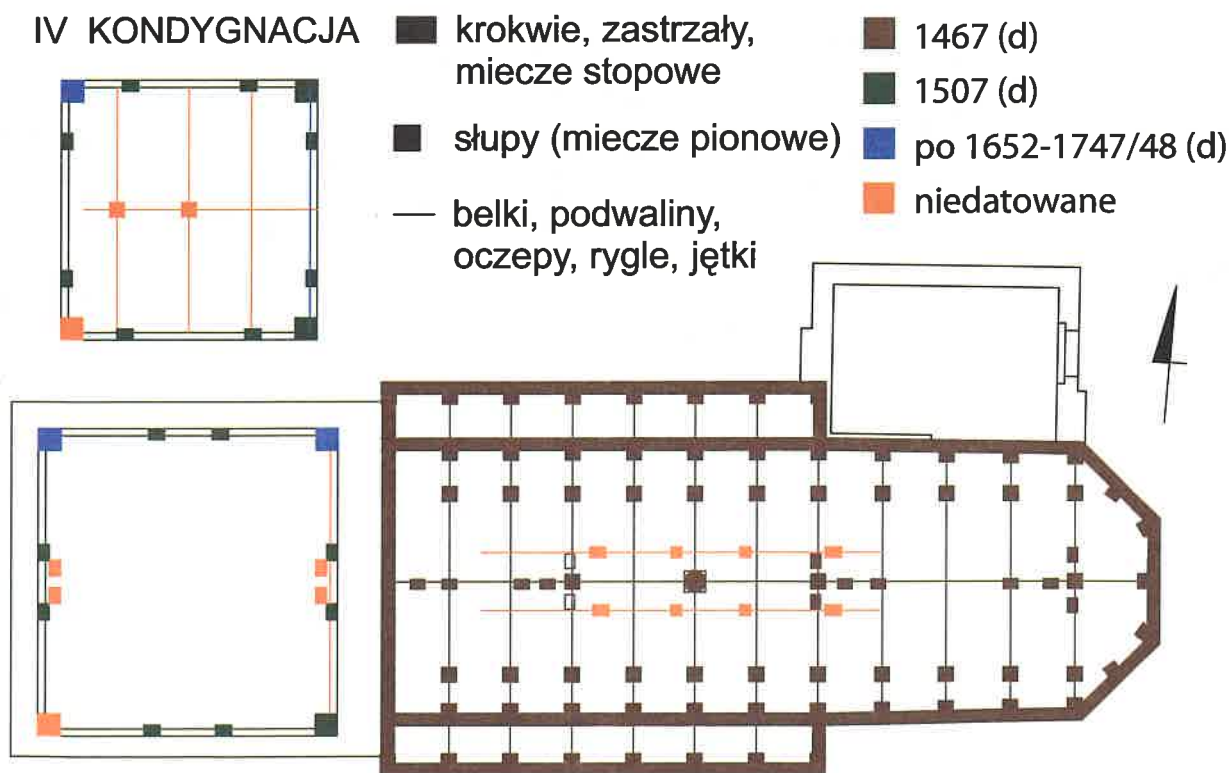 IV KONDYGNACJA
krokwie, zastrzały,
miecze stopowe
słupy (miecze pionowe)
belki, podwaliny,
oczepy, rygle, jętki
1467 (d)
1507 (d)
po 1652-1747/48 (d)
niedatowane